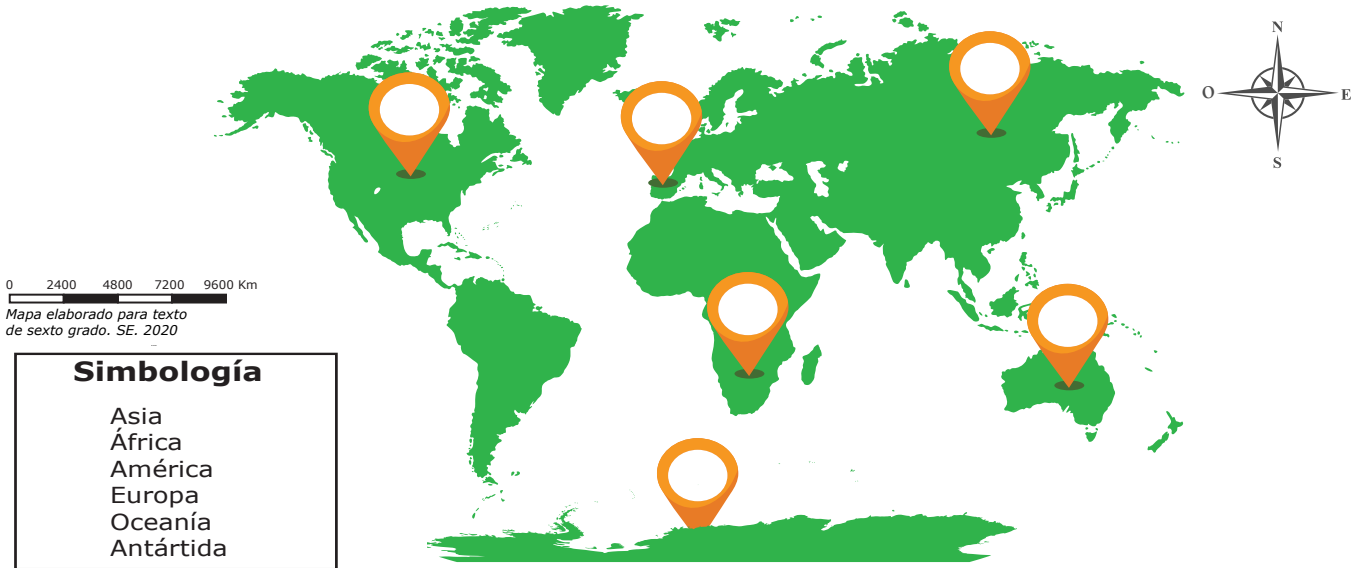 N
O E
S
0 2400 4800 7200 9600 Km
Mapa elaborado para texto
de sexto grado. SE. 2020
Simbología
Asia
África
América
Europa
Oceanía
Antártida